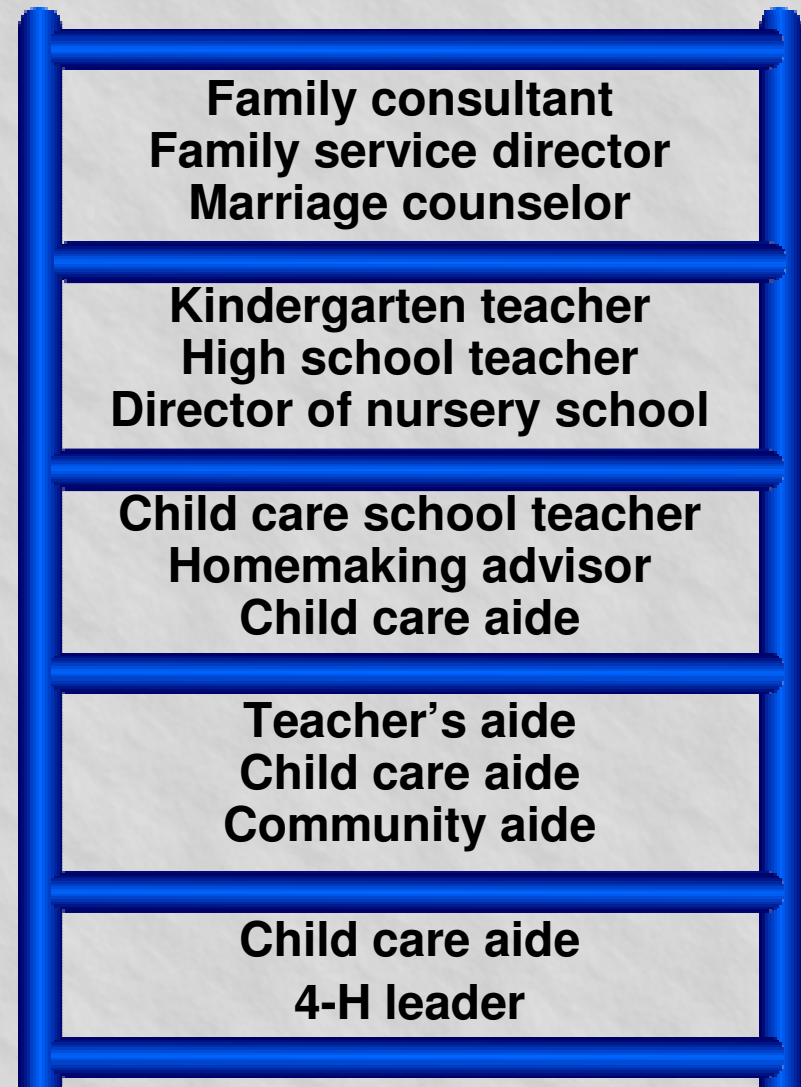 Family consultant
Family service director
Marriage counselor
Kindergarten teacher
High school teacher
Director of nursery school
Child care school teacher
Homemaking advisor
Child care aide
Teacher’s aide
Child care aide
Community aide
Child care aide
4-H leader